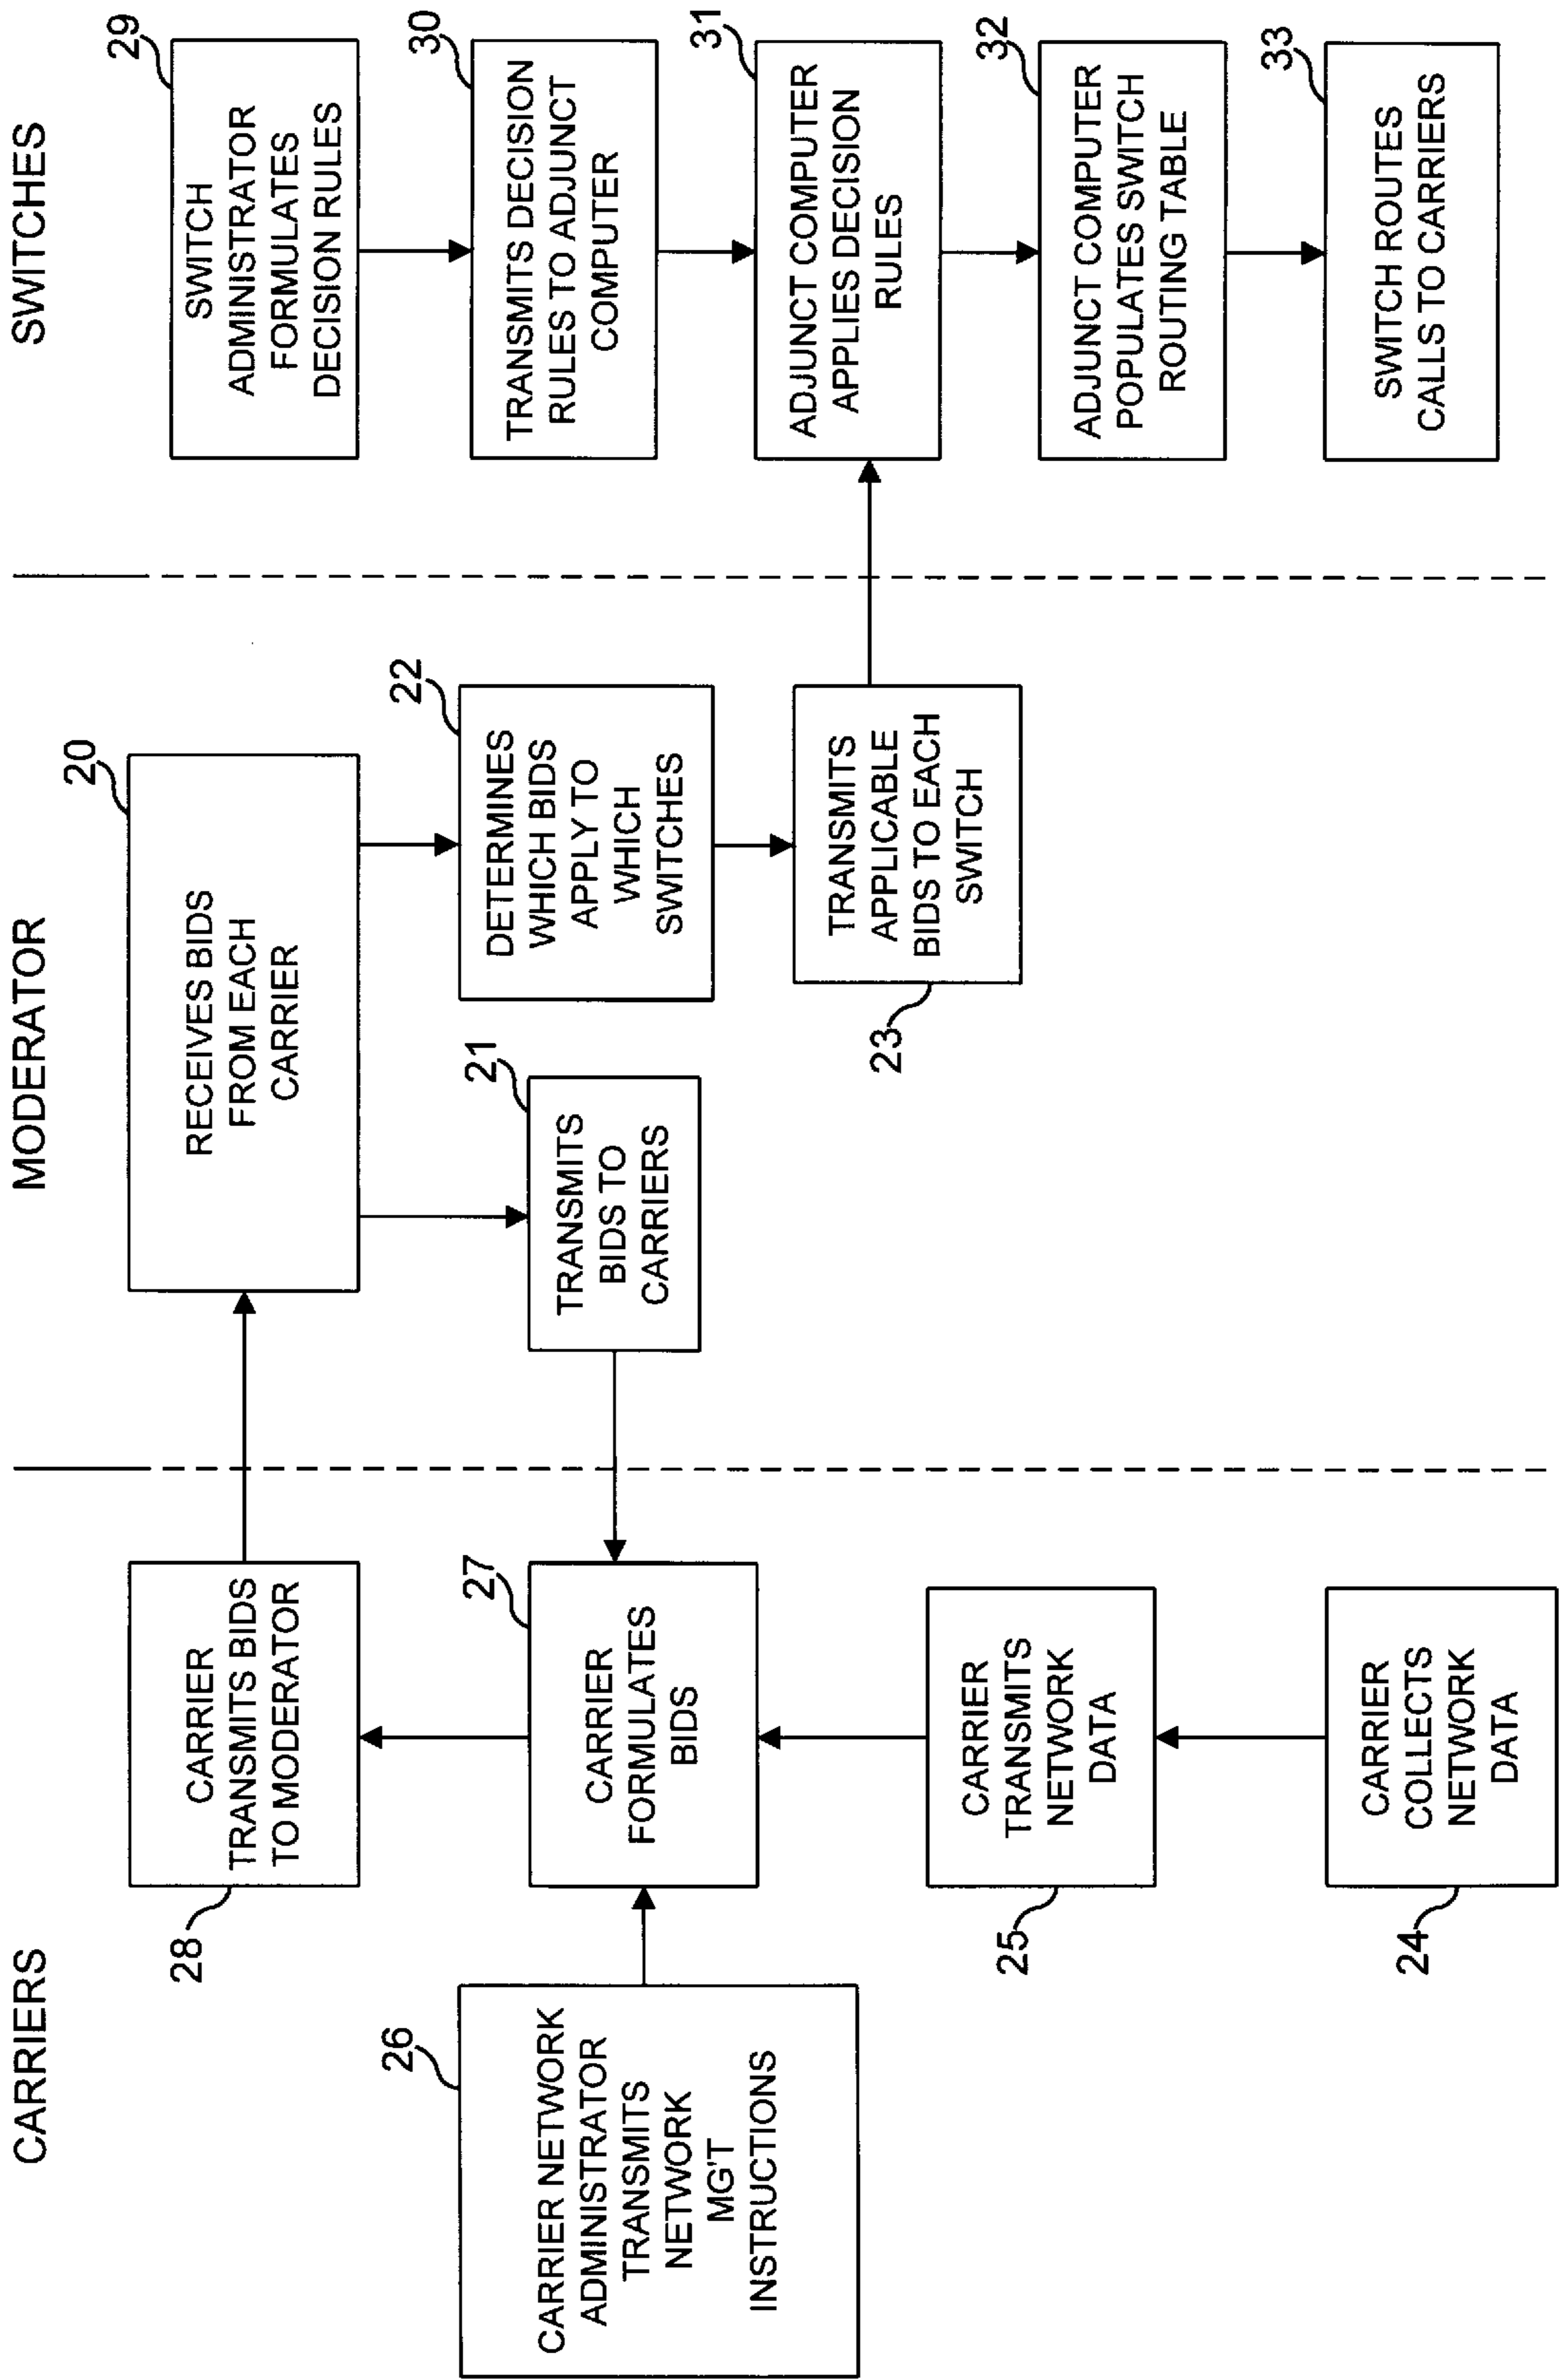 CARRIERS
MODERATOR
SWITCHES
28
CARRIER
TRANSMITS BIDS
TO MODERATOR
26
CARRIER NETWORK
ADMINISTRATOR
TRANSMITS
NETWORK
MG'T
INSTRUCTIONS
27
CARRIER
FORMULATES
BIDS
25
CARRIER
TRANSMITS
NETWORK
DATA
24
CARRIER
COLLECTS
NETWORK
DATA
20
RECEIVES BIDS
FROM EACH
CARRIER
21
TRANSMITS
BIDS TO
CARRIERS
22
DETERMINES
WHICH BIDS
APPLY TO
WHICH
SWITCHES
23
TRANSMITS
APPLICABLE
BIDS TO EACH
SWITCH
29
SWITCH
ADMINISTRATOR
FORMULATES
DECISION RULES
30
TRANSMITS DECISION
RULES TO ADJUNCT
COMPUTER
31
ADJUNCT COMPUTER
APPLIES DECISION
RULES
32
ADJUNCT COMPUTER
POPULATES SWITCH
ROUTING TABLE
33
SWITCH ROUTES
CALLS TO CARRIERS